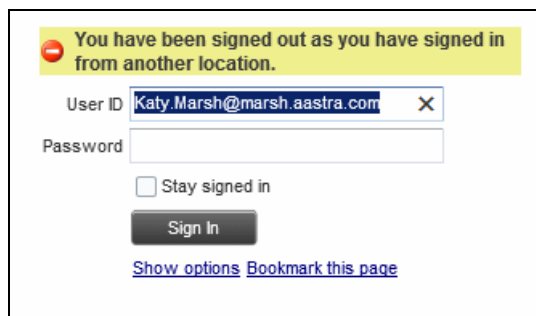 You have been signed out as you have signed in
from another location.
User ID Katy.Marsh@marsh.aastra.com
Password
Stay signed in
Sign In
Show options Bookmark this page